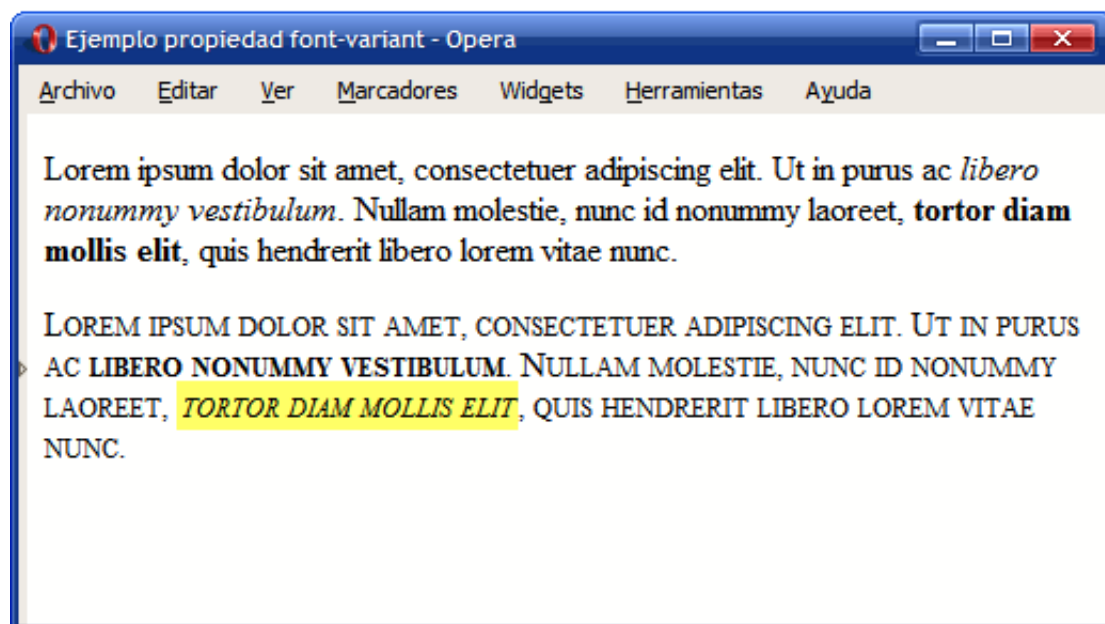 Ejemplo propiedad font-variant - Opera
Archivo Editar Ver Marcadores Widgets Herramientas Ayuda
Lorem ipsum dolor sit amet, consectetuer adipiscing elit. Ut in purus ac libero
nonummy vestibulum. Nullam molestie, nunc id nonummy laoreet, tortor diam
mollis elit, quis hendrerit libero lorem vitae nunc.
Lorem ipsum dolor sit amet, consectetuer adipiscing elit. Ut in purus
ac libero nonummy vestibulum. Nullam molestie, nunc id nonummy
laoreet, tortor diam mollis elit, quis hendrerit libero lorem vitae
nunc.